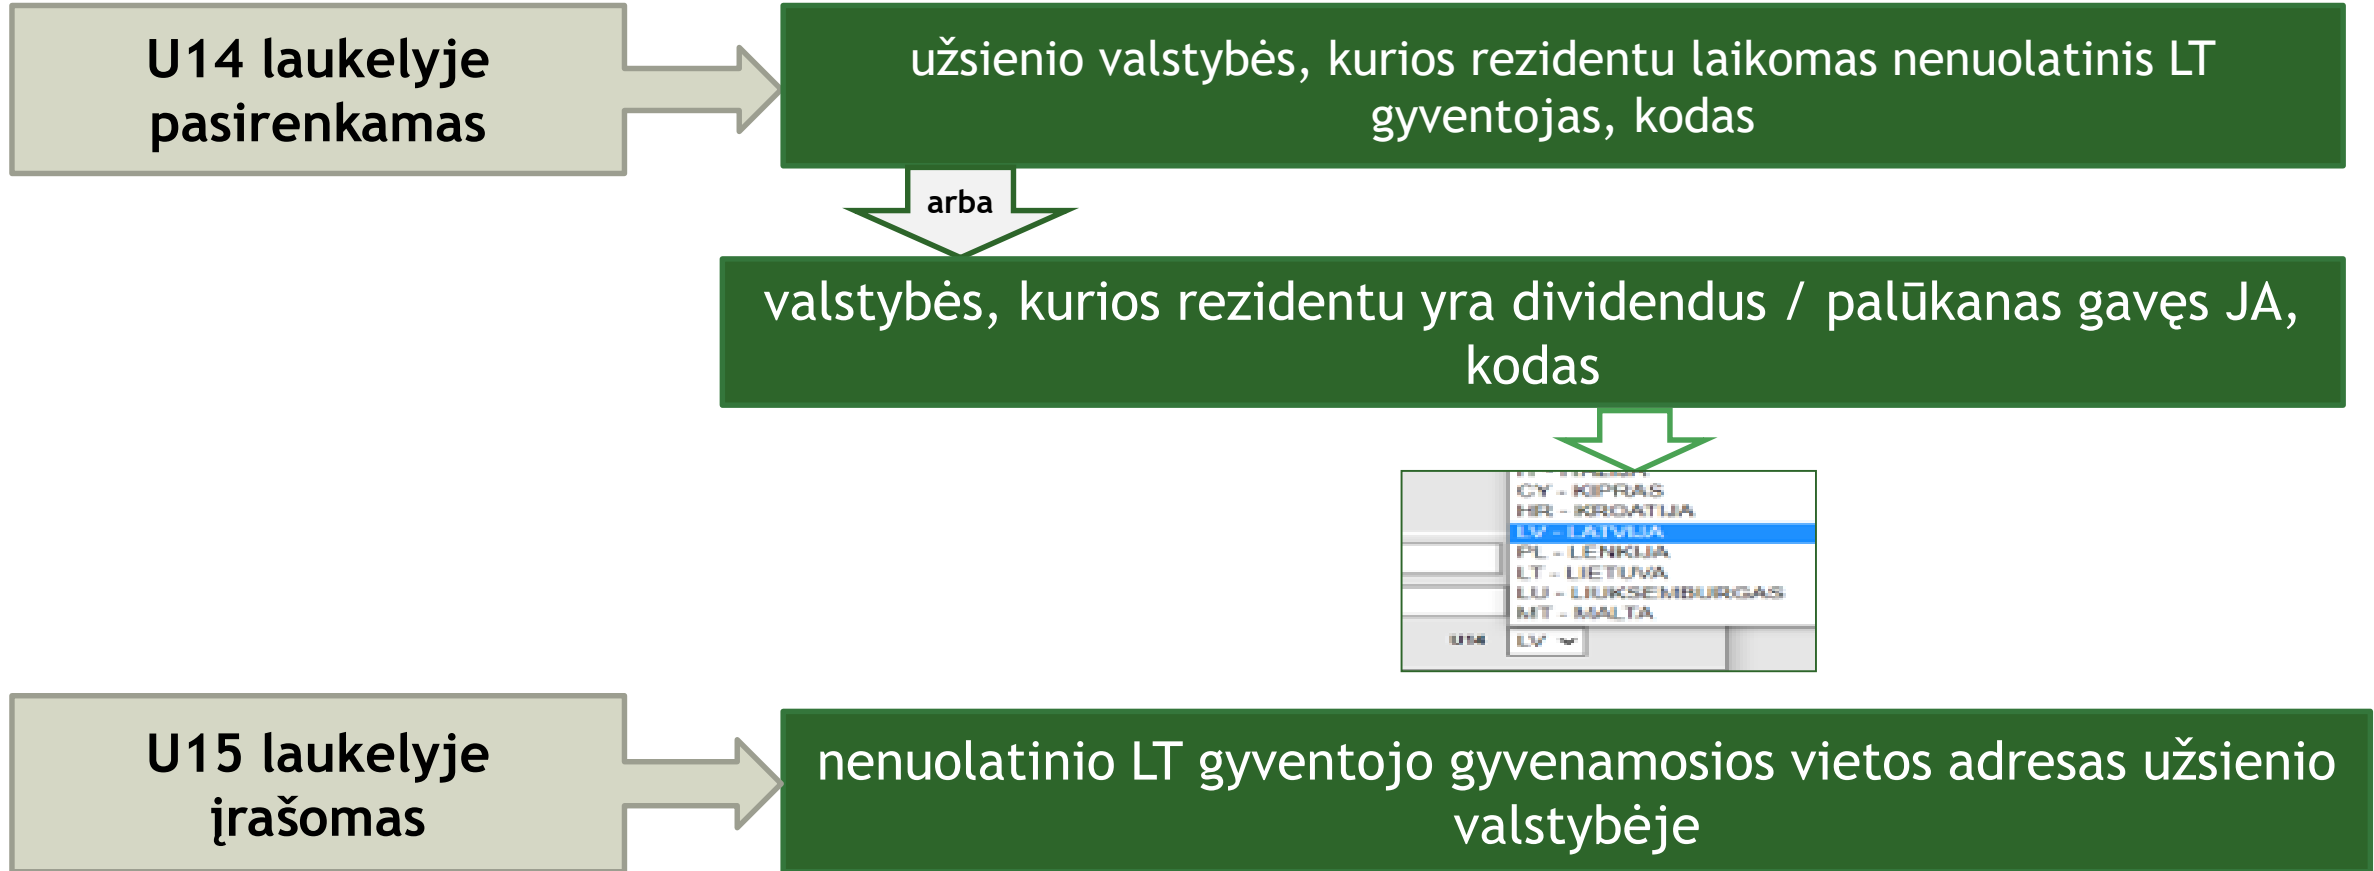 U14 laukelyje
pasirenkamas
užsienio valstybės, kurios rezidentu laikomas nenuolatinis LT
gyventojas, kodas
arba
valstybės, kurios rezidentu yra dividendus / palūkanas gavęs JA,
kodas
CY - KIPRAS
HR - KROATIJA
LV - LATVIJA
PL - LENKIJA
LT - LIETUVA
LU - LIUKSEMBURGAS
MT - MALTA
U14 LV
U15 laukelyje
įrašomas
nenuolatinio LT gyventojo gyvenamosios vietos adresas užsienio
valstybėje